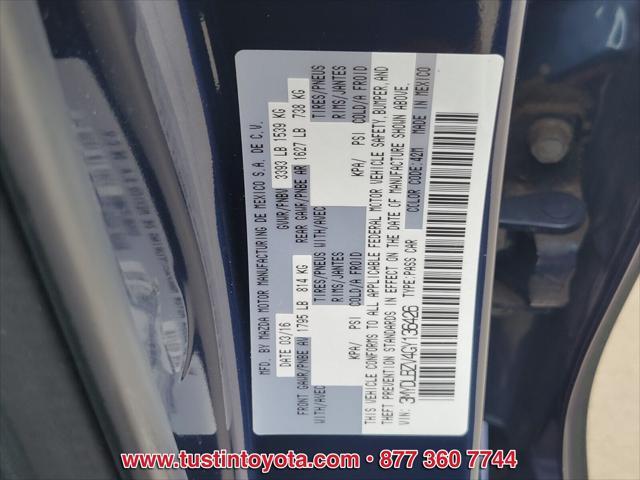 MFD. BY MAZDA MOTOR MANUFACTURING DE MEXICO S.A. DE C.V.
DATE 03/16 GVWR/PNBV 3393 LB 1539 KG
FRONT GAWR/PNBE AV 1795 LB 814 KG REAR GAWR/PNBE AR 1627 LB 738 KG
WITH/AVEC TIRES/PNEUS WITH/AVEC TIRES/PNEUS
RIMS/JANTES RIMS/JANTES
KPA/ PSI COLD/A FROID KPA/ PSI COLD/A FROID
THIS VEHICLE CONFORMS TO ALL APPLICABLE FEDERAL MOTOR VEHICLE SAFETY, BUMPER, AND
THEFT PREVENTION STANDARDS IN EFFECT ON THE DATE OF MANUFACTURE SHOWN ABOVE.
VIN: 3MYDLBZV4GY136426 TYPE:PASS CAR COLOR CODE:42M MADE IN MEXICO
www.tustintoyota.com - 877 360 7744